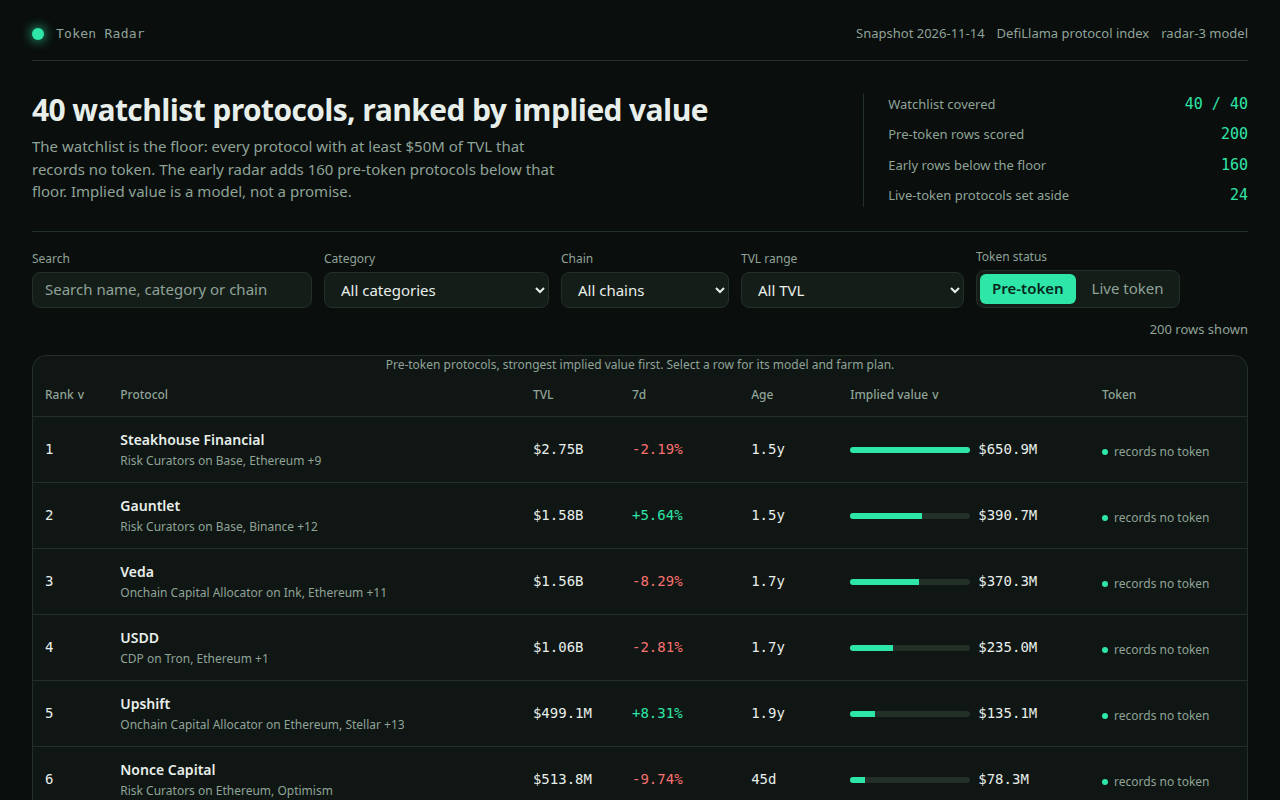 Token Radar
Snapshot 2026-11-14 DefiLlama protocol index radar-3 model
40 watchlist protocols, ranked by implied value
The watchlist is the floor: every protocol with at least $50M of TVL that
records no token. The early radar adds 160 pre-token protocols below that
floor. Implied value is a model, not a promise.
Watchlist covered 40 / 40
Pre-token rows scored 200
Early rows below the floor 160
Live-token protocols set aside 24
Search Category Chain TVL range Token status
Search name, category or chain All categories All chains All TVL Pre-token Live token
200 rows shown
Pre-token protocols, strongest implied value first. Select a row for its model and farm plan.
Rank v Protocol TVL 7d Age Implied value v Token
1 Steakhouse Financial $2.75B -2.19% 1.5y $650.9M records no token
Risk Curators on Base, Ethereum +9
2 Gauntlet $1.58B +5.64% 1.5y $390.7M records no token
Risk Curators on Base, Binance +12
3 Veda $1.56B -8.29% 1.7y $370.3M records no token
Onchain Capital Allocator on Ink, Ethereum +11
4 USDD $1.06B -2.81% 1.7y $235.0M records no token
CDP on Tron, Ethereum +1
5 Upshift $499.1M +8.31% 1.9y $135.1M records no token
Onchain Capital Allocator on Ethereum, Stellar +13
6 Nonce Capital $513.8M -9.74% 45d $78.3M records no token
Risk Curators on Ethereum, Optimism